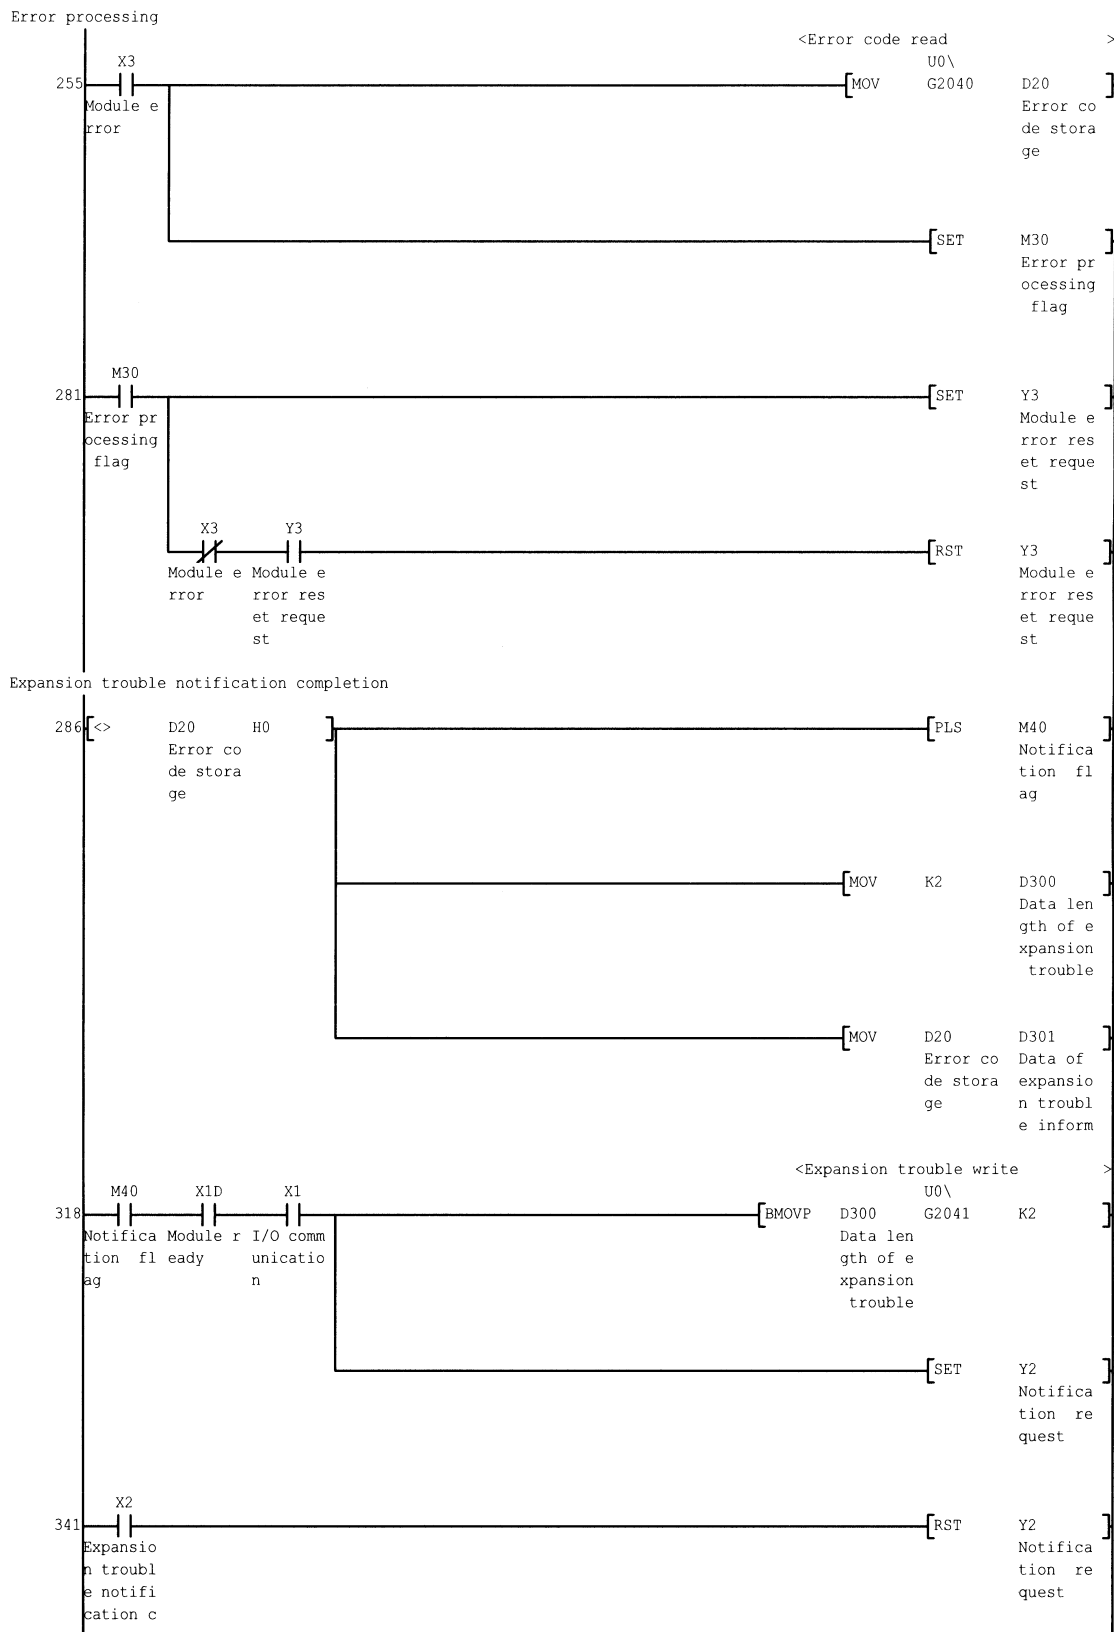 Error processing
<Error code read >
X3 U0\
255 MOV G2040 D20
Module e Error co
rror de stora
ge
SET M30
Error pr
ocessing
flag
M30
281 SET Y3
Error pr Module e
ocessing rror res
flag et reque
st
X3 Y3
RST Y3
Module e Module e Module e
rror rror res rror res
et reque et reque
st st
Expansion trouble notification completion
286 <> D20 H0 PLS M40
Error co Notifica
de stora tion fl
ge ag
MOV K2 D300
Data len
gth of e
xpansion
trouble
MOV D20 D301
Error co Data of
de stora expansio
ge n troubl
e inform
<Expansion trouble write >
M40 X1D X1 U0\
318 BMOVP D300 G2041 K2
Notifica Module r I/O comm Data len
tion fl eady unicatio gth of e
ag n xpansion
trouble
SET Y2
Notifica
tion re
quest
X2
341 RST Y2
Expansio Notifica
n troubl tion re
e notifi quest
cation c